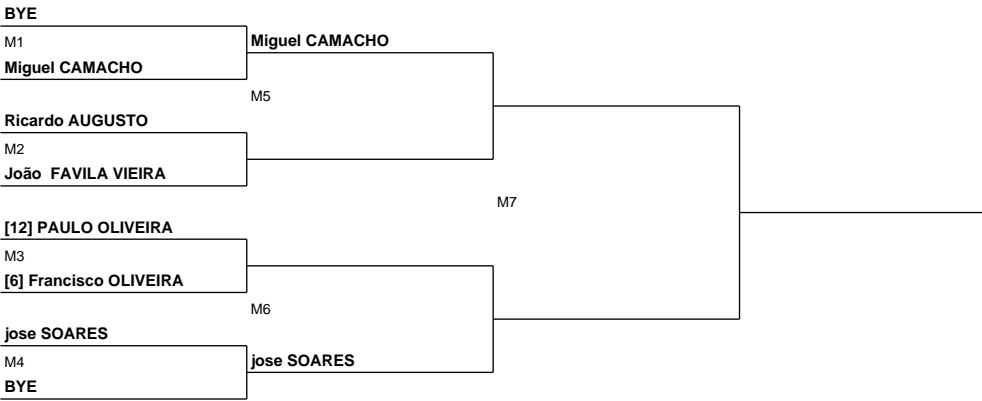 BYE
M1
Miguel CAMACHO
Miguel CAMACHO
M5
Ricardo AUGUSTO
M2
João  FAVILA VIEIRA
M7
[12] PAULO OLIVEIRA
M3
[6] Francisco OLIVEIRA
M6
jose SOARES
M4
jose SOARES
BYE